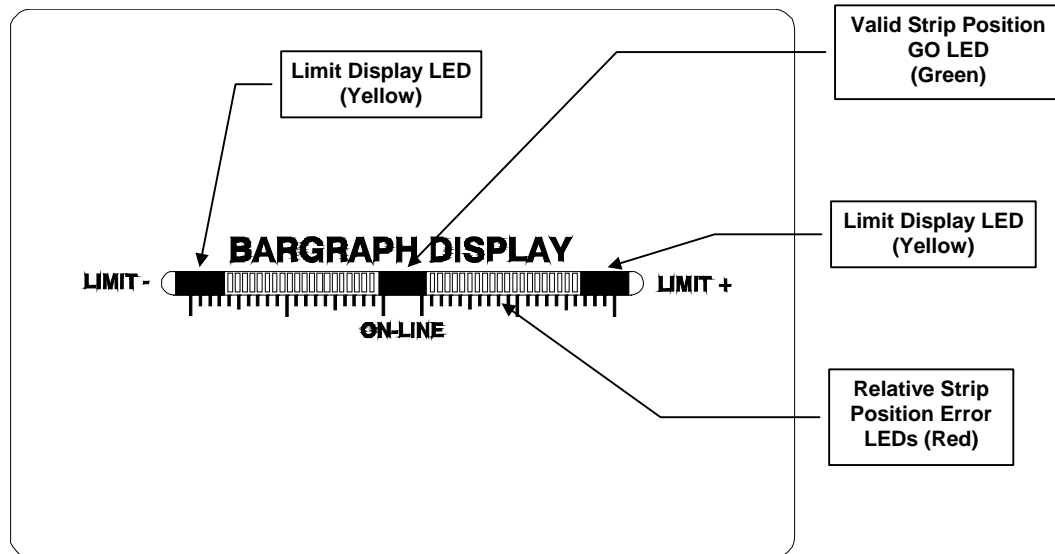 Valid Strip Position
GO LED
(Green)
Limit Display LED
(Yellow)
BARGRAPH DISPLAY
LIMIT -
LIMIT +
ON-LINE
Limit Display LED
(Yellow)
Relative Strip
Position Error
LEDs (Red)